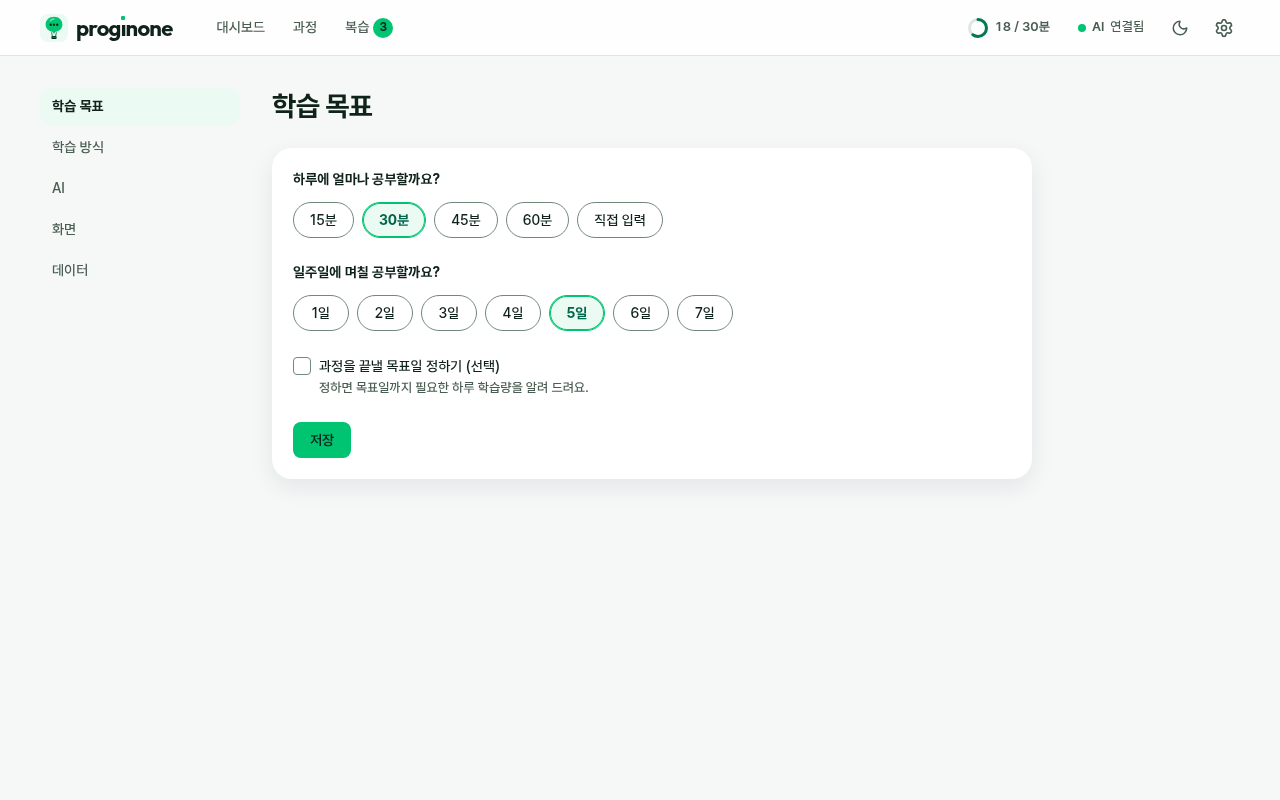 proginone
대시보드
과정
복습 3
18 / 30분
AI 연결됨
학습 목표
학습 방식
AI
화면
데이터
학습 목표
하루에 얼마나 공부할까요?
15분 30분 45분 60분 직접 입력
일주일에 며칠 공부할까요?
1일 2일 3일 4일 5일 6일 7일
과정을 끝낼 목표일 정하기 (선택)
정하면 목표일까지 필요한 하루 학습량을 알려 드려요.
저장